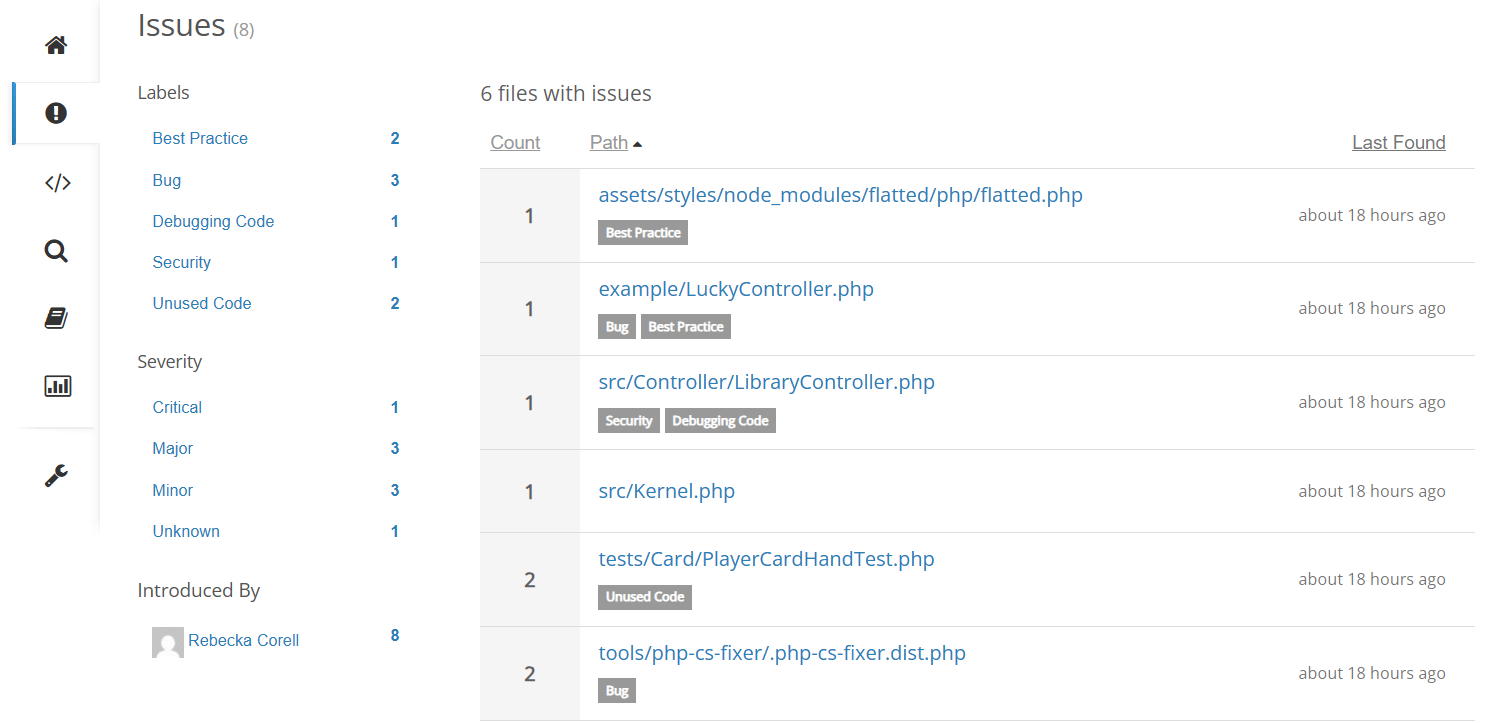 Issues (8)
Labels
Best Practice 2
Bug 3
Debugging Code 1
Security 1
Unused Code 2
Severity
Critical 1
Major 3
Minor 3
Unknown 1
Introduced By
Rebecka Corell 8
6 files with issues
Count Path Last Found
1 assets/styles/node_modules/flatted/php/flatted.php about 18 hours ago
Best Practice
1 example/LuckyController.php about 18 hours ago
Bug Best Practice
1 src/Controller/LibraryController.php about 18 hours ago
Security Debugging Code
1 src/Kernel.php about 18 hours ago
2 tests/Card/PlayerCardHandTest.php about 18 hours ago
Unused Code
2 tools/php-cs-fixer/.php-cs-fixer.dist.php about 18 hours ago
Bug